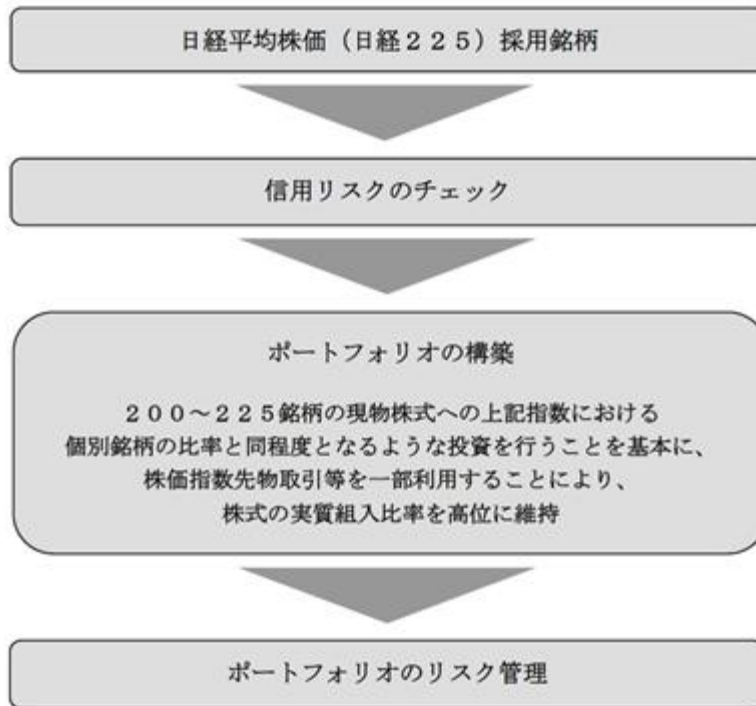 日経平均株価（日経２２５）採用銘柄
信用リスクのチェック
ポートフォリオの構築
２００～２２５銘柄の現物株式への上記指数における
個別銘柄の比率と同程度となるような投資を行うことを基本に、
株価指数先物取引等を一部利用することにより、
株式の実質組入比率を高位に維持
ポートフォリオのリスク管理